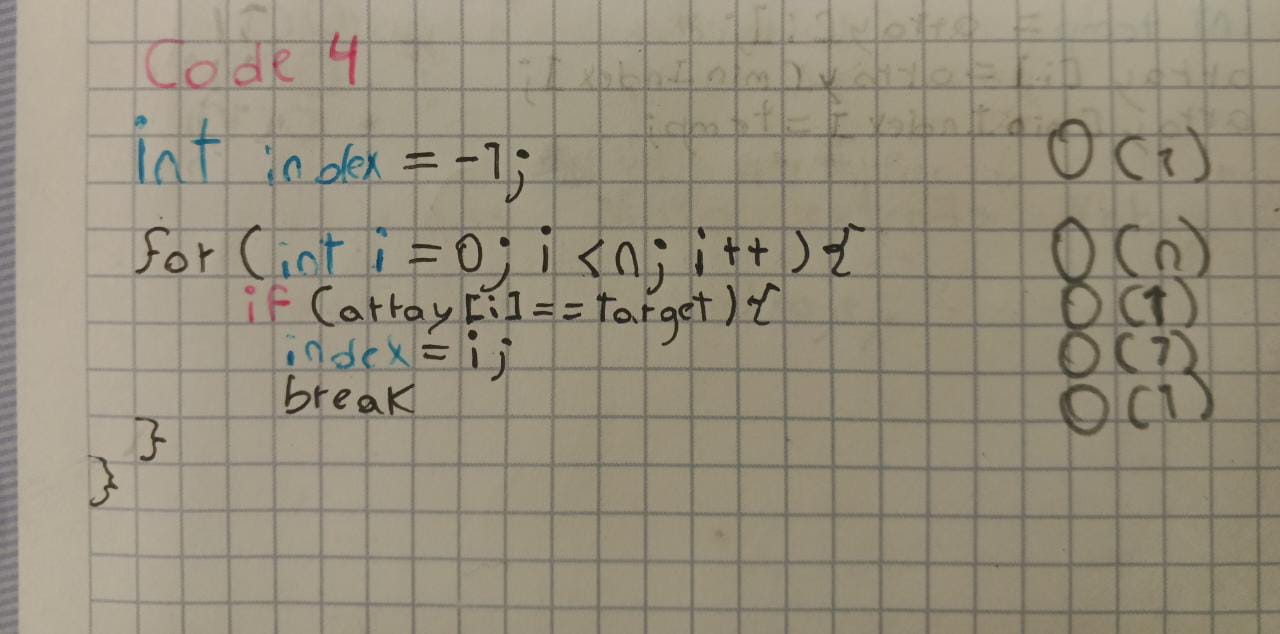 Code 4
int index = -1; O(1)
for (int i = 0; i < n; i++){ O(n)
if (array[i] == target){ O(1)
index = i; O(1)
break O(1)
}
}